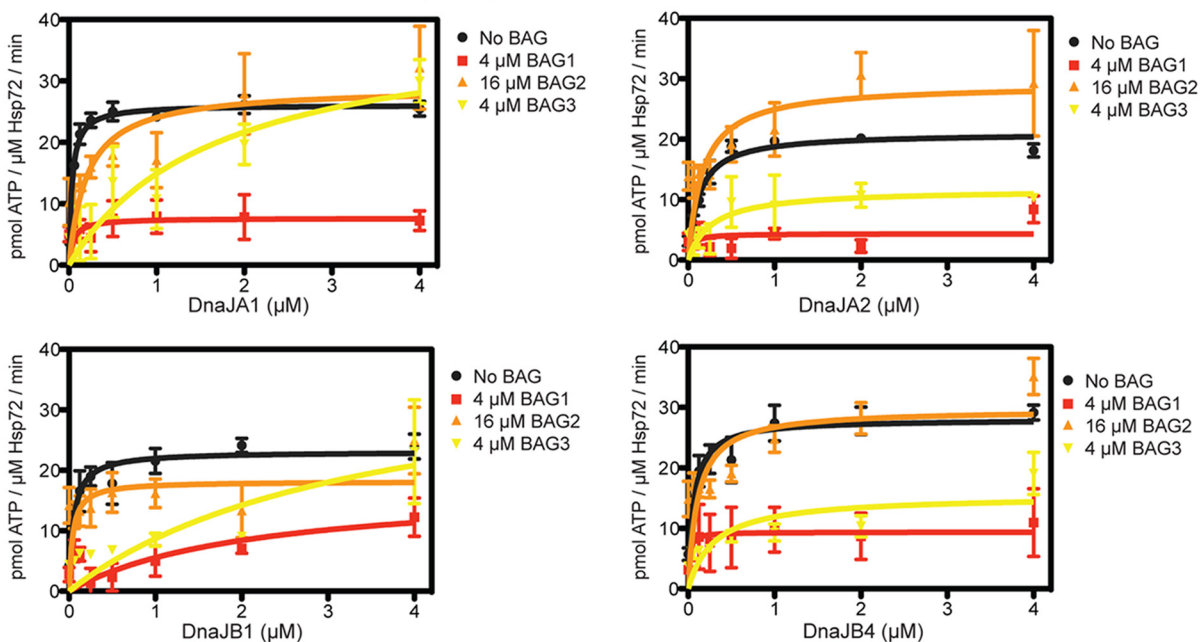 pmol ATP / µM Hsp72 / min
40
30
20
10
0
0
1
2
3
4
DnaJA1 (µM)
No BAG
4 µM BAG1
16 µM BAG2
4 µM BAG3
pmol ATP / µM Hsp72 / min
40
30
20
10
0
0
1
2
3
4
DnaJA2 (µM)
No BAG
4 µM BAG1
16 µM BAG2
4 µM BAG3
pmol ATP / µM Hsp72 / min
40
30
20
10
0
0
1
2
3
4
DnaJB1 (µM)
No BAG
4 µM BAG1
16 µM BAG2
4 µM BAG3
pmol ATP / µM Hsp72 / min
40
30
20
10
0
0
1
2
3
4
DnaJB4 (µM)
No BAG
4 µM BAG1
16 µM BAG2
4 µM BAG3